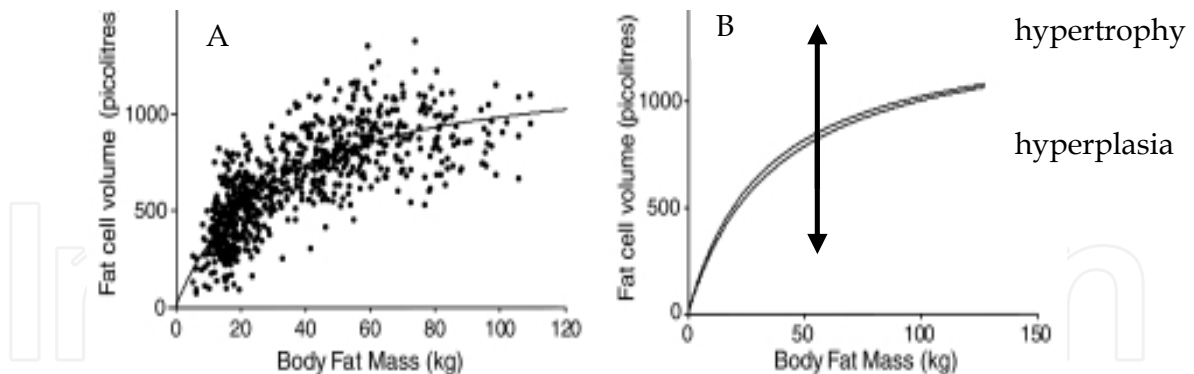 A
Fat cell volume (picolitres)
1000
500
0
0 20 40 60 80 100 120
Body Fat Mass (kg)
B
hypertrophy
hyperplasia
Fat cell volume (picolitres)
1000
500
0
0 50 100 150
Body Fat Mass (kg)